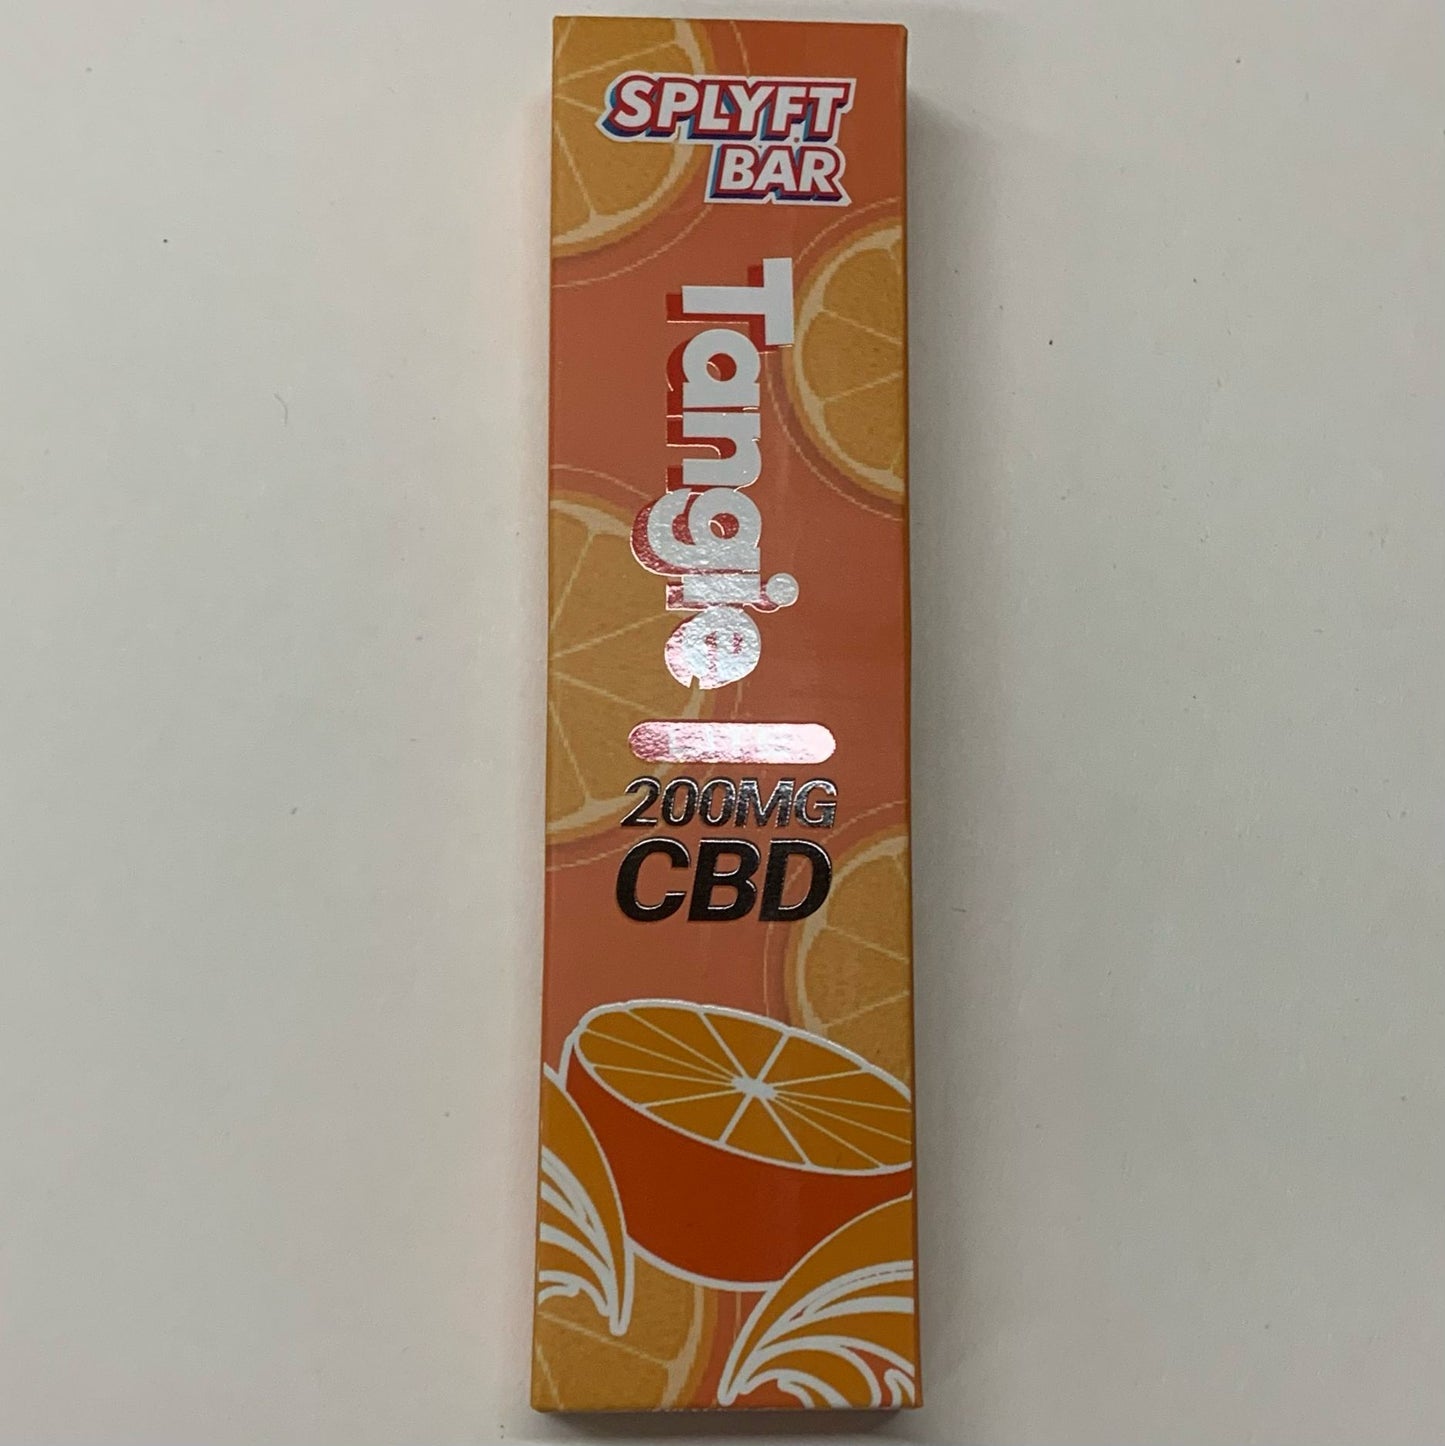 SPLYFT
BAR
Tangie
200MG
CBD